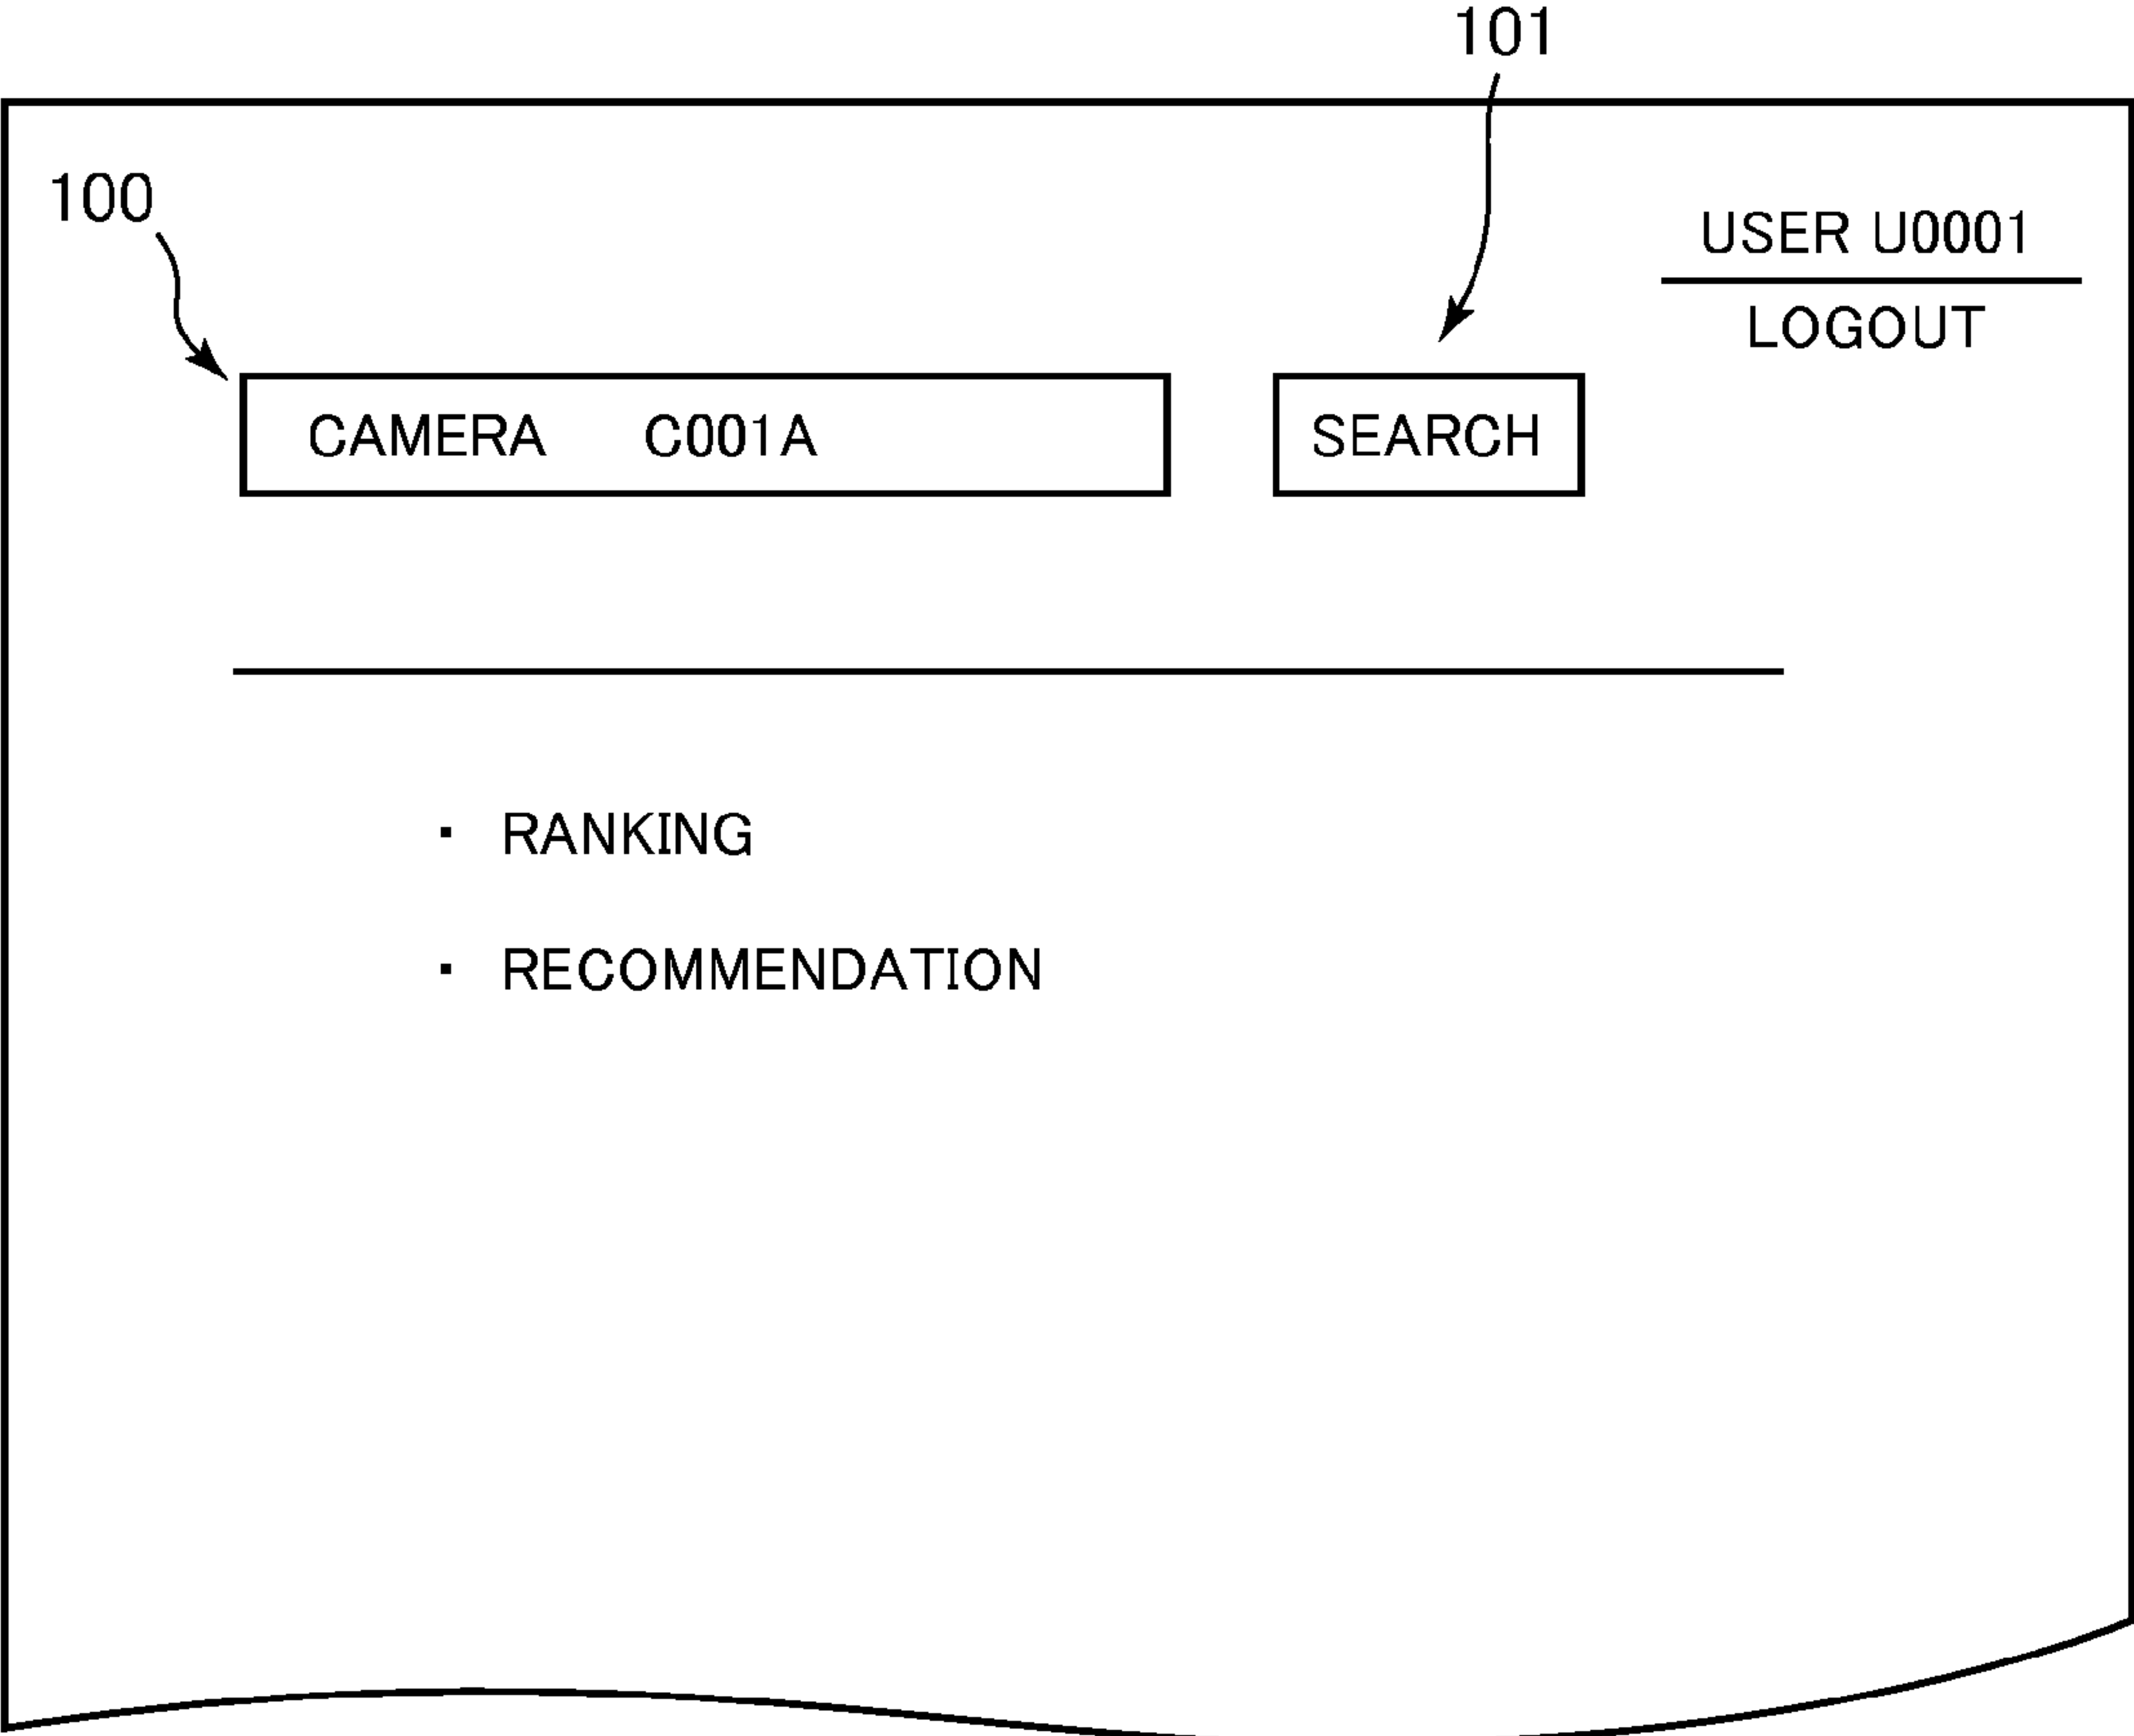 101
100
USER U0001
LOGOUT
CAMERA C001A
SEARCH
· RANKING
· RECOMMENDATION